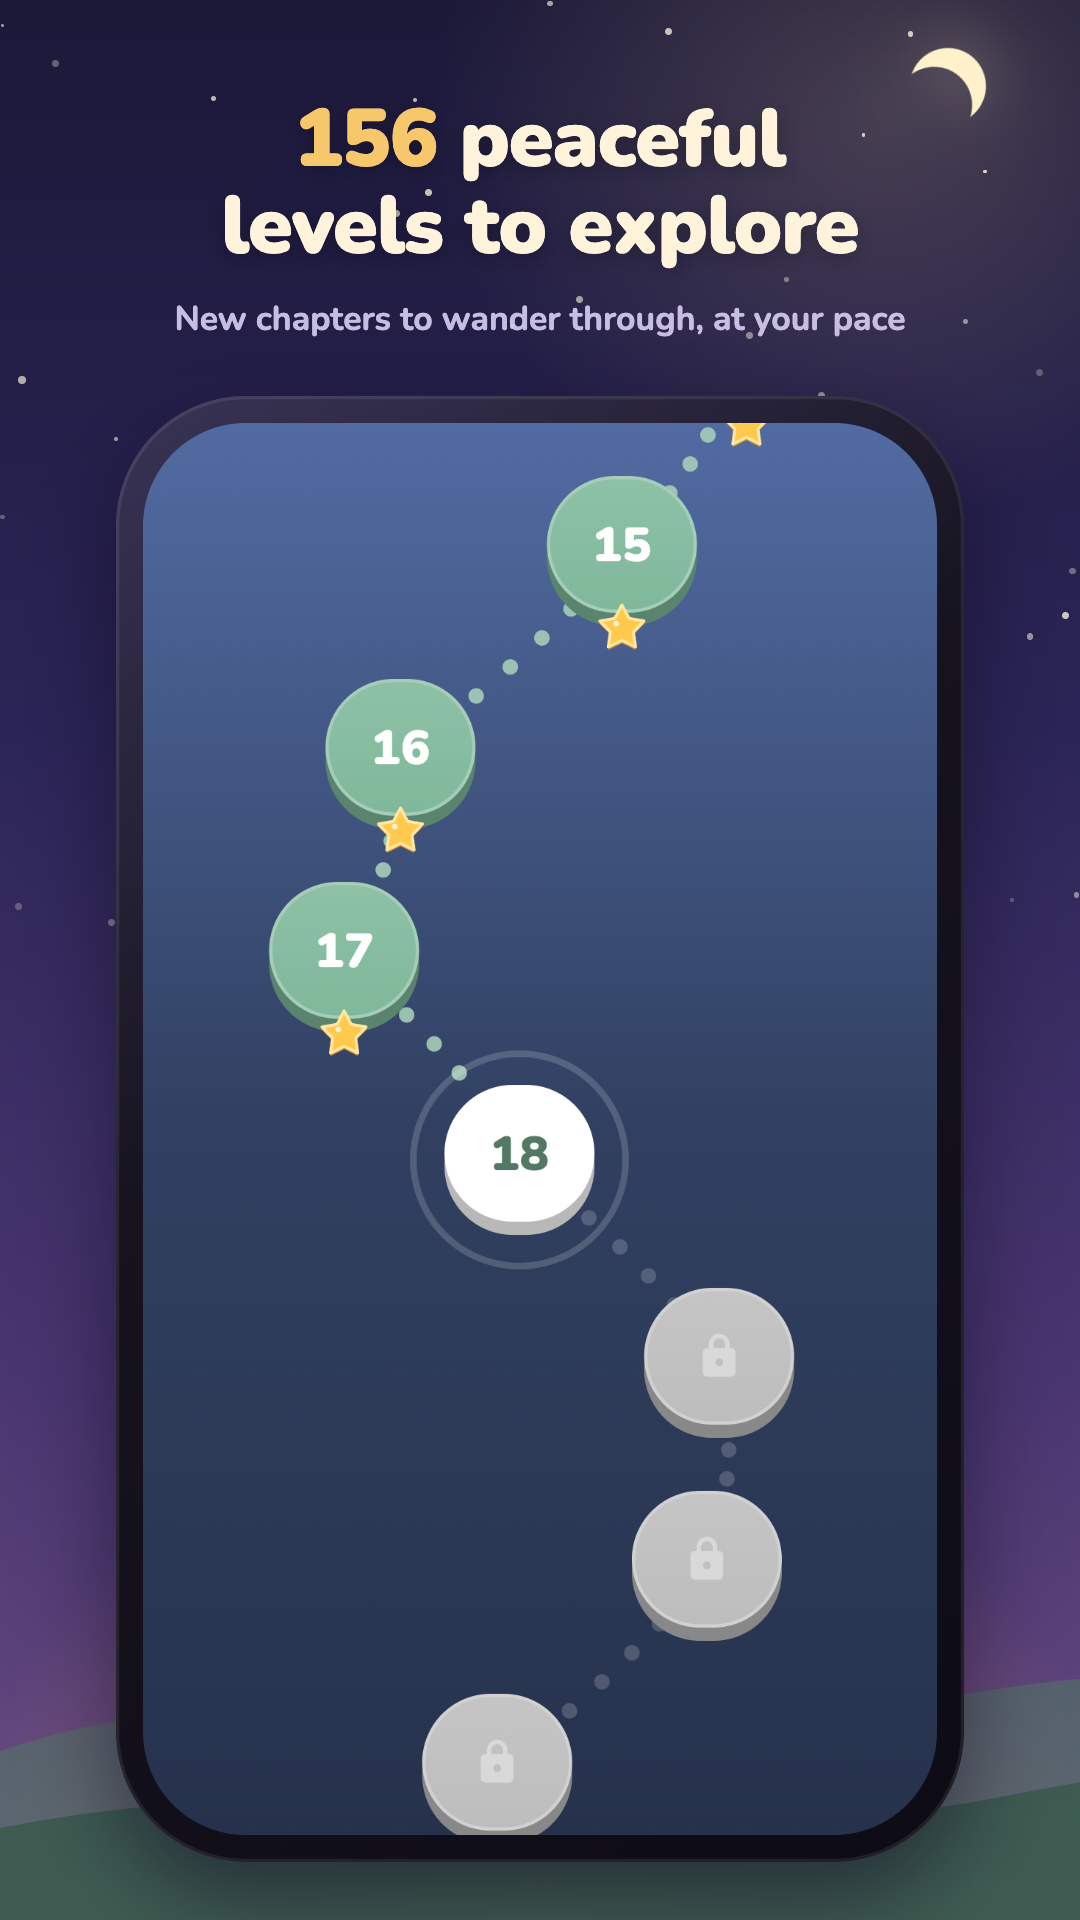 156 peaceful
levels to explore
New chapters to wander through, at your pace
15
16
17
18